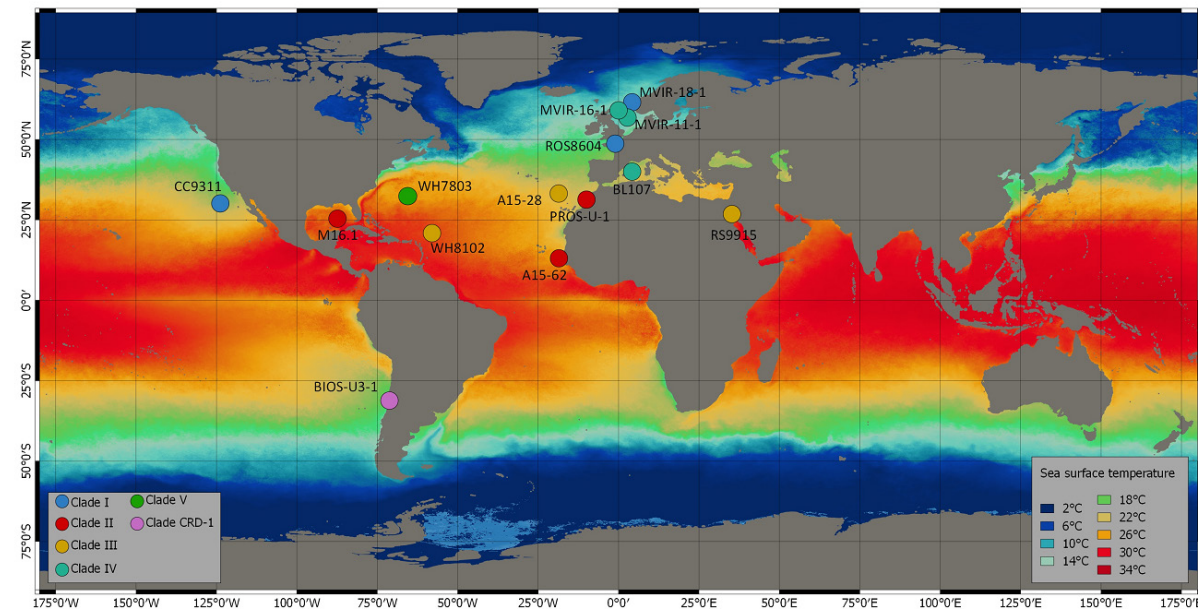 75°0'N
50°0'N
25°0'N
0°0'
25°0'S
50°0'S
75°0'S
MVIR-18-1
MVIR-16-1
MVIR-11-1
ROS8604
BL107
CC9311
WH7803
A15-28
PROS-U-1
M16.1
WH8102
RS9915
A15-62
BIOS-U3-1
Clade I
Clade V
Clade II
Clade CRD-1
Clade III
Clade IV
Sea surface temperature
2°C
6°C
10°C
14°C
18°C
22°C
26°C
30°C
34°C
175°0'W 150°0'W 125°0'W 100°0'W 75°0'W 50°0'W 25°0'W 0°0' 25°0'E 50°0'E 75°0'E 100°0'E 125°0'E 150°0'E 175°0'E